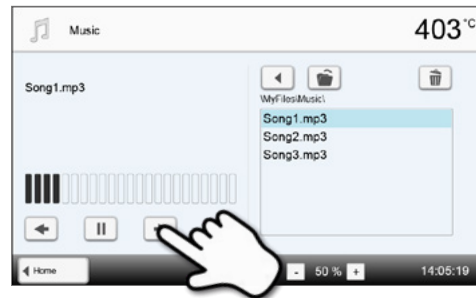 Music
403°C
Song1.mp3
\MyFiles\Music\
Song1.mp3
Song2.mp3
Song3.mp3
Home
- 50 % +
14:05:19